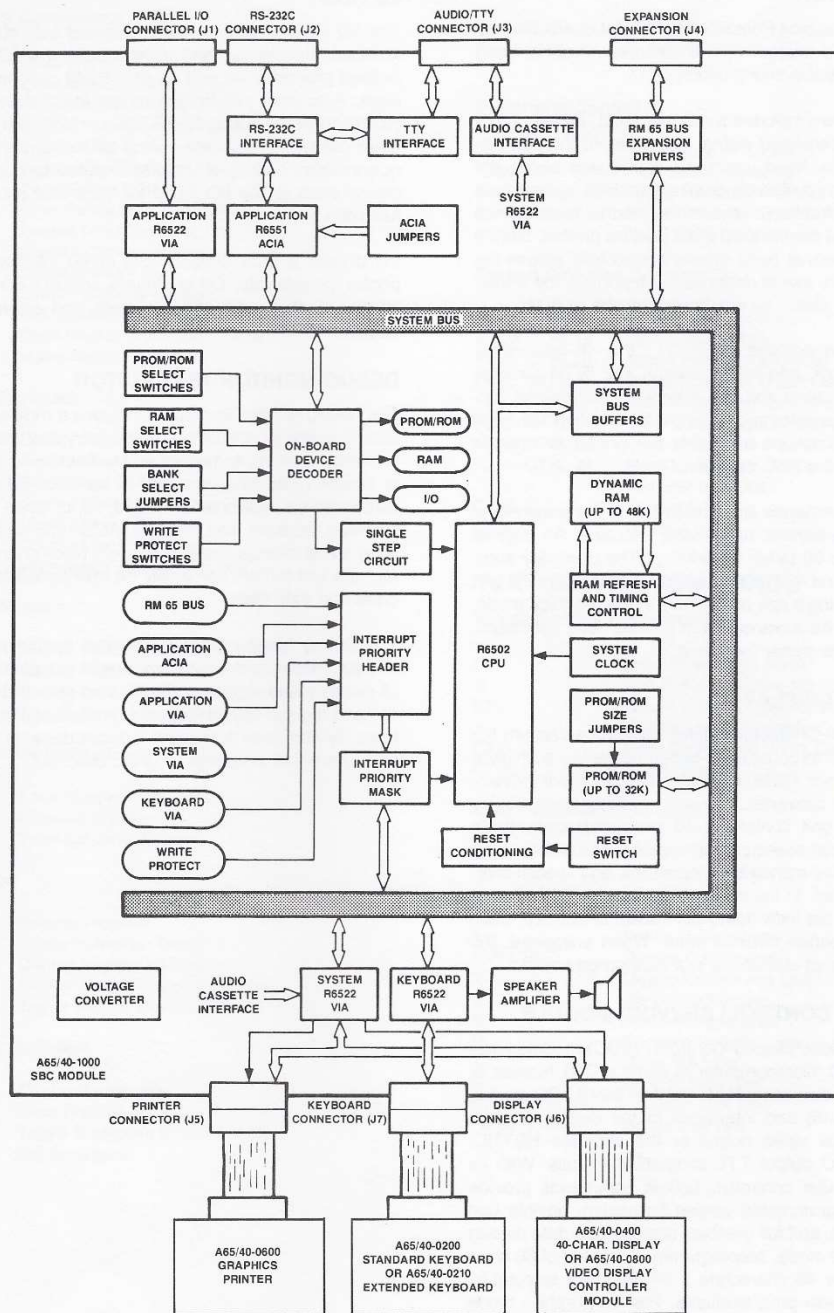 PARALLEL I/O
CONNECTOR (J1)
RS-232C
CONNECTOR (J2)
AUDIO/TTY
CONNECTOR (J3)
EXPANSION
CONNECTOR (J4)
RS-232C
INTERFACE
TTY
INTERFACE
AUDIO CASSETTE
INTERFACE
RM 65 BUS
EXPANSION
DRIVERS
SYSTEM
R6522
VIA
APPLICATION
R6522
VIA
APPLICATION
R6551
ACIA
ACIA
JUMPERS
SYSTEM BUS
PROM/ROM
SELECT
SWITCHES
RAM
SELECT
SWITCHES
BANK
SELECT
JUMPERS
WRITE
PROTECT
SWITCHES
ON-BOARD
DEVICE
DECODER
PROM/ROM
RAM
I/O
SYSTEM
BUS
BUFFERS
DYNAMIC
RAM
(UP TO 48K)
SINGLE
STEP
CIRCUIT
RAM REFRESH
AND TIMING
CONTROL
RM 65 BUS
APPLICATION
ACIA
APPLICATION
VIA
SYSTEM
VIA
KEYBOARD
VIA
WRITE
PROTECT
INTERRUPT
PRIORITY
HEADER
R6502
CPU
SYSTEM
CLOCK
PROM/ROM
SIZE
JUMPERS
INTERRUPT
PRIORITY
MASK
PROM/ROM
(UP TO 32K)
RESET
CONDITIONING
RESET
SWITCH
VOLTAGE
CONVERTER
AUDIO
CASSETTE
INTERFACE
SYSTEM
R6522
VIA
KEYBOARD
R6522
VIA
SPEAKER
AMPLIFIER
A65/40-1000
SBC MODULE
PRINTER
CONNECTOR (J5)
KEYBOARD
CONNECTOR (J7)
DISPLAY
CONNECTOR (J6)
A65/40-0600
GRAPHICS
PRINTER
A65/40-0200
STANDARD KEYBOARD
OR A65/40-0210
EXTENDED KEYBOARD
A65/40-0400
40-CHAR. DISPLAY
OR A65/40-0800
VIDEO DISPLAY
CONTROLLER
MODULE